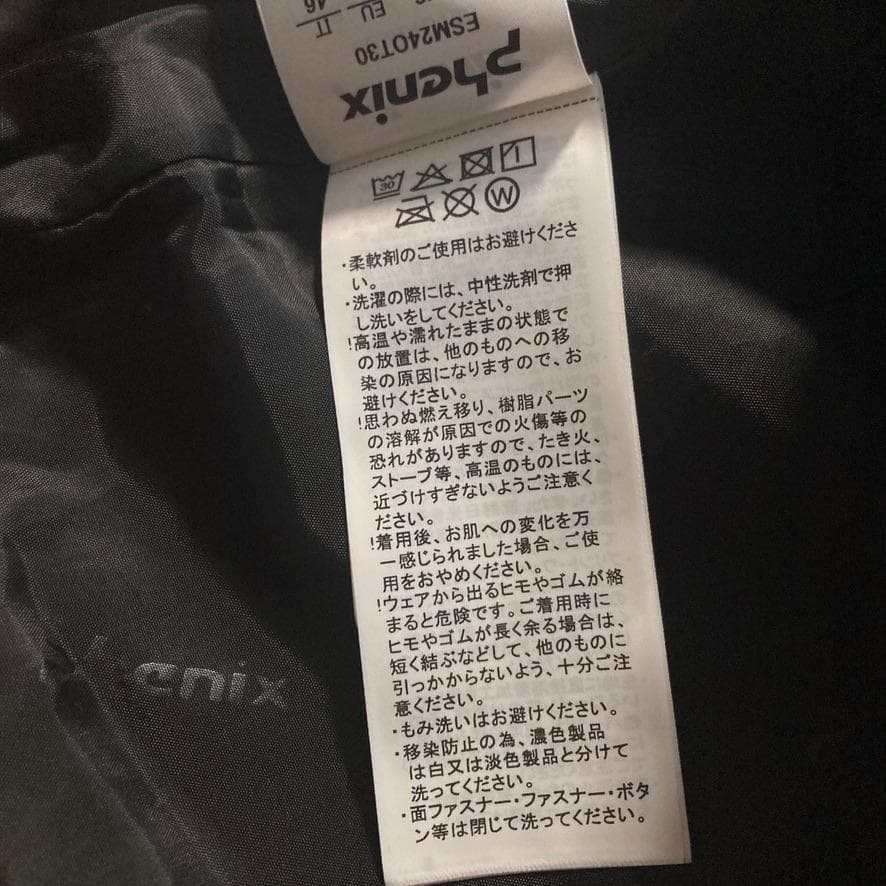 IT
46
EU
ESM24OT30
phenix
30
W
・柔軟剤のご使用はお避けくださ
い。
・洗濯の際には、中性洗剤で押
し洗いをしてください。
!高温や濡れたままの状態で
の放置は、他のものへの移
染の原因になりますので、お
避けください。
!思わぬ燃え移り、樹脂パーツ
の溶解が原因での火傷等の
恐れがありますので、たき火、
ストーブ等、高温のものには、
近づけすぎないようご注意く
ださい。
!着用後、お肌への変化を万
一感じられました場合、ご使
用をおやめください。
!ウェアから出るヒモやゴムが絡
まると危険です。ご着用時に
ヒモやゴムが長く余る場合は、
短く結ぶなどして、他のものに
引っかからないよう、十分ご注
意ください。
・もみ洗いはお避けください。
・移染防止の為、濃色製品
は白又は淡色製品と分けて
洗ってください。
・面ファスナー・ファスナー・ボタ
ン等は閉じて洗ってください。
phenix